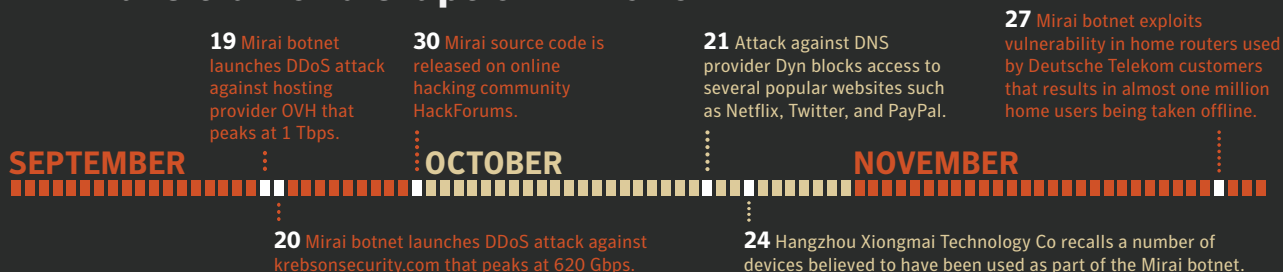 19 Mirai botnet
launches DDoS attack
against hosting
provider OVH that
peaks at 1 Tbps.
30 Mirai source code is
released on online
hacking community
HackForums.
21 Attack against DNS
provider Dyn blocks access to
several popular websites such
as Netflix, Twitter, and PayPal.
27 Mirai botnet exploits
vulnerability in home routers used
by Deutsche Telekom customers
that results in almost one million
home users being taken offline.
SEPTEMBER
OCTOBER
NOVEMBER
20 Mirai botnet launches DDoS attack against
krebsonsecurity.com that peaks at 620 Gbps.
24 Hangzhou Xiongmai Technology Co recalls a number of
devices believed to have been used as part of the Mirai botnet.